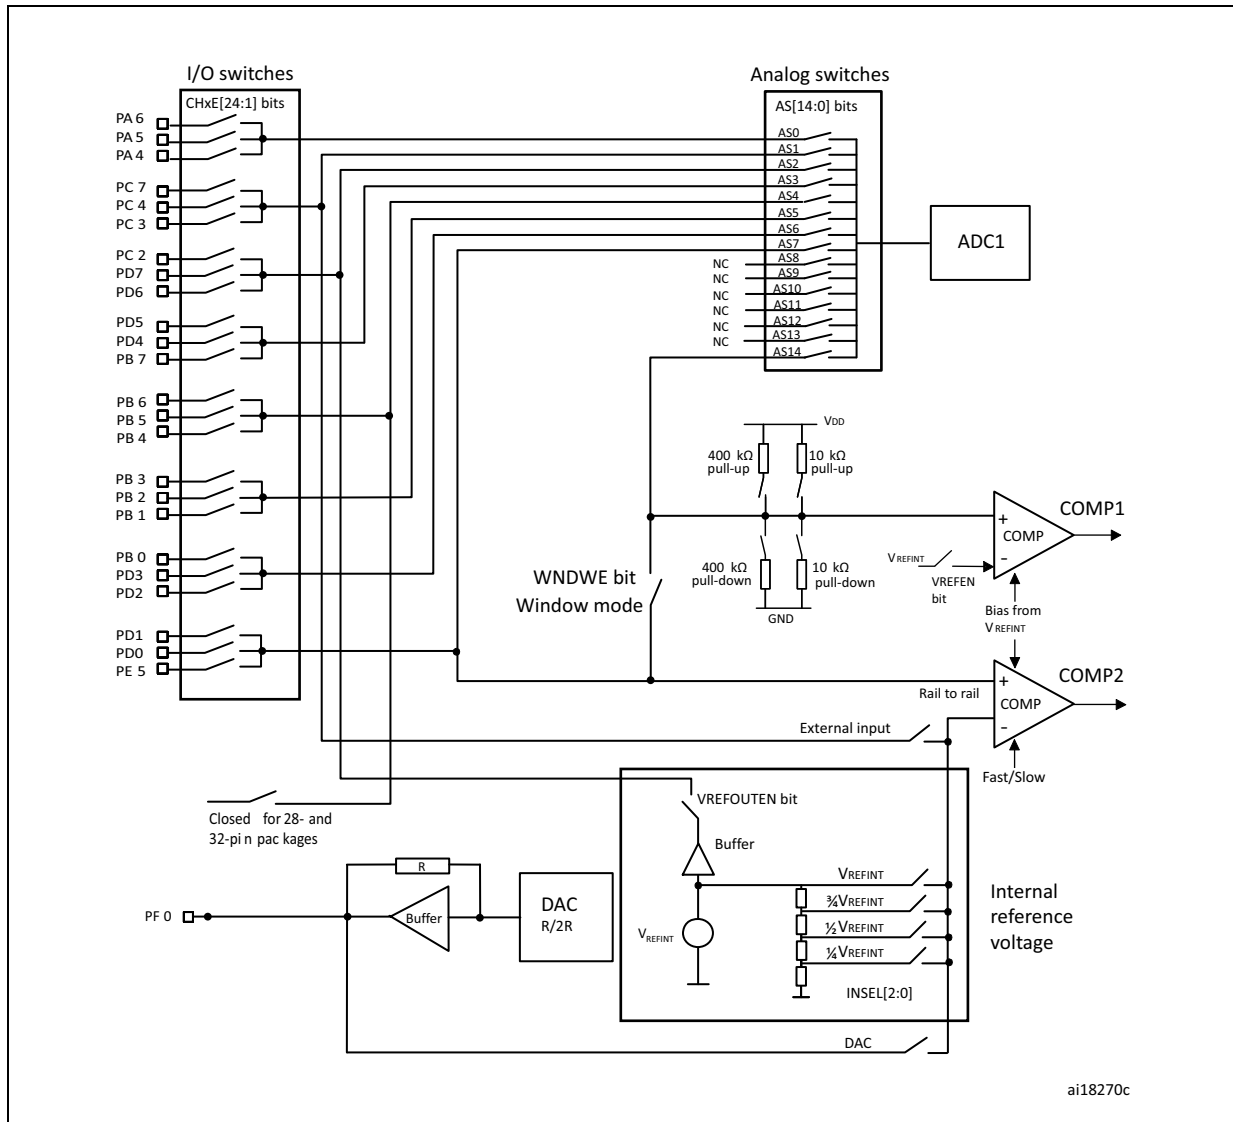 I/O switches
CHxE[24:1] bits
PA 6
PA 5
PA 4
PC 7
PC 4
PC 3
PC 2
PD7
PD6
PD5
PD4
PB 7
PB 6
PB 5
PB 4
PB 3
PB 2
PB 1
PB 0
PD3
PD2
PD1
PD0
PE 5
Analog switches
AS[14:0] bits
AS0
AS1
AS2
AS3
AS4
AS5
AS6
AS7
NC AS8
NC AS9
NC AS10
NC AS11
NC AS12
NC AS13
AS14
ADC1
VDD
400 kΩ
pull-up
10 kΩ
pull-up
400 kΩ
pull-down
10 kΩ
pull-down
GND
WNDWE bit
Window mode
COMP1
+
COMP
-
VREFINT
VREFEN
bit
Bias from
VREFINT
COMP2
+
COMP
-
Rail to rail
External input
Fast/Slow
Closed for 28- and
32-pi n pac kages
VREFOUTEN bit
Buffer
VREFINT
VREFINT
¾VREFINT
½VREFINT
¼VREFINT
INSEL[2:0]
Internal
reference
voltage
R
PF 0
Buffer
DAC
R/2R
DAC
ai18270c